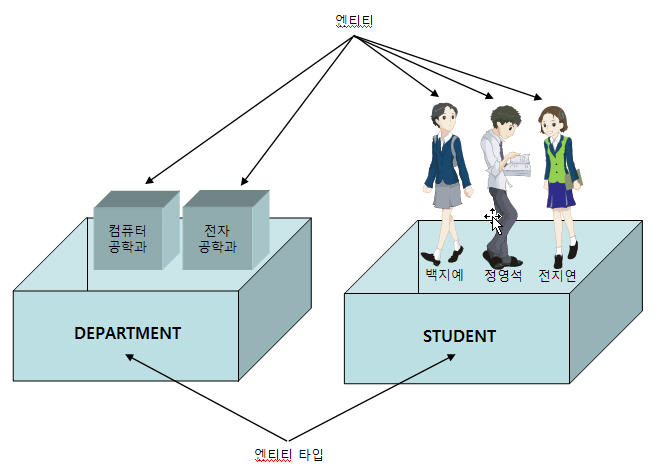 엔티티
컴퓨터
공학과
전자
공학과
백지예
정영석
전지연
DEPARTMENT
STUDENT
엔티티 타입